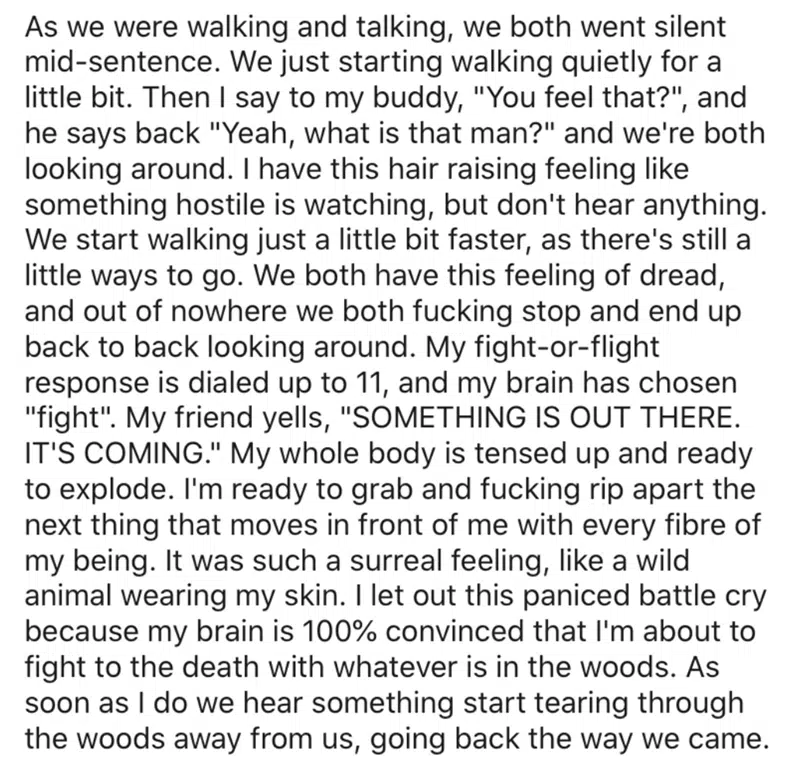 As we were walking and talking, we both went silent
mid-sentence. We just starting walking quietly for a
little bit. Then I say to my buddy, "You feel that?", and
he says back "Yeah, what is that man?" and we're both
looking around. I have this hair raising feeling like
something hostile is watching, but don't hear anything.
We start walking just a little bit faster, as there's still a
little ways to go. We both have this feeling of dread,
and out of nowhere we both fucking stop and end up
back to back looking around. My fight-or-flight
response is dialed up to 11, and my brain has chosen
"fight". My friend yells, "SOMETHING IS OUT THERE.
IT'S COMING." My whole body is tensed up and ready
to explode. I'm ready to grab and fucking rip apart the
next thing that moves in front of me with every fibre of
my being. It was such a surreal feeling, like a wild
animal wearing my skin. I let out this paniced battle cry
because my brain is 100% convinced that I'm about to
fight to the death with whatever is in the woods. As
soon as I do we hear something start tearing through
the woods away from us, going back the way we came.